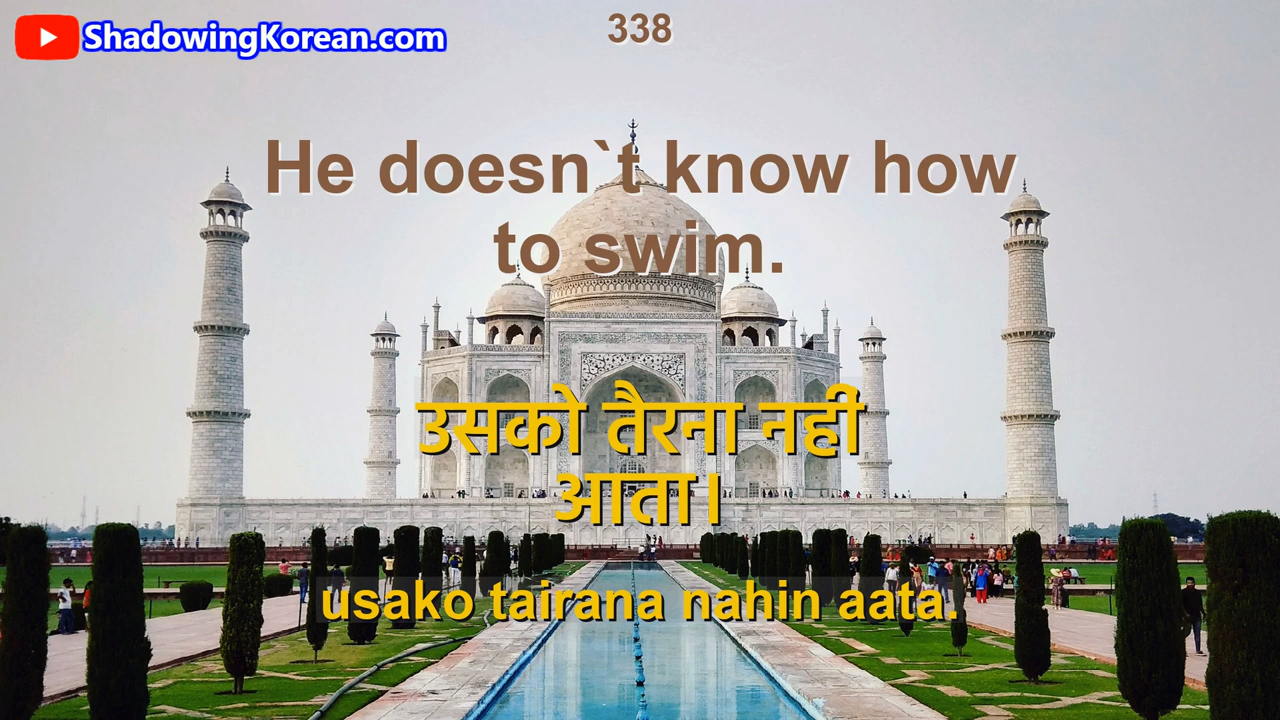 ShadowingKorean.com
338
He doesn`t know how
to swim.
उसको तैरना नहीं
आता।
usako tairana nahin aata.